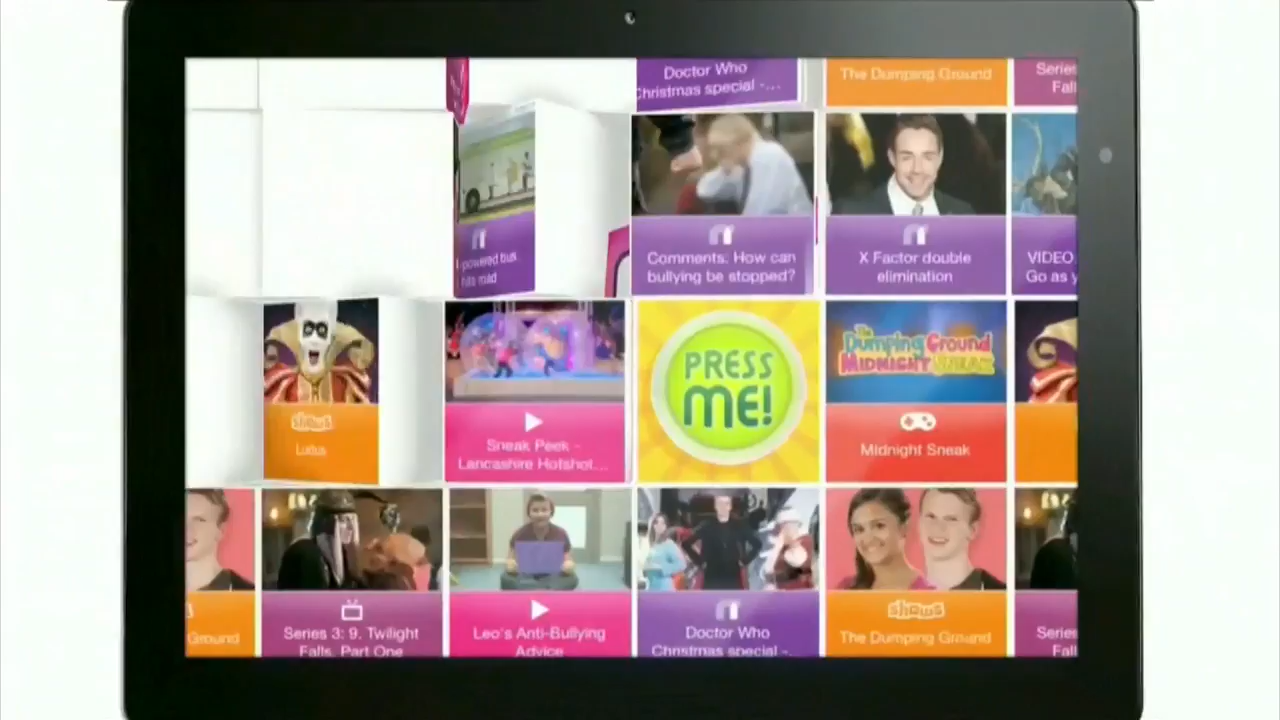 Doctor Who
Christmas special -...
The Dumping Ground
Series
Fall
powered bus
hits road
Comments: How can
bullying be stopped?
X Factor double
elimination
VIDEO
Go as y
shows
Ludus
Sneak Peek -
Lancashire Hotshot...
PRESS
ME!
The
Dumping Ground
MIDNIGHT SNEAK
Midnight Sneak
Ground
Series 3: 9. Twilight
Falls, Part One
Leo's Anti-Bullying
Advice
Doctor Who
Christmas special -
shows
The Dumping Ground
Series
Fall